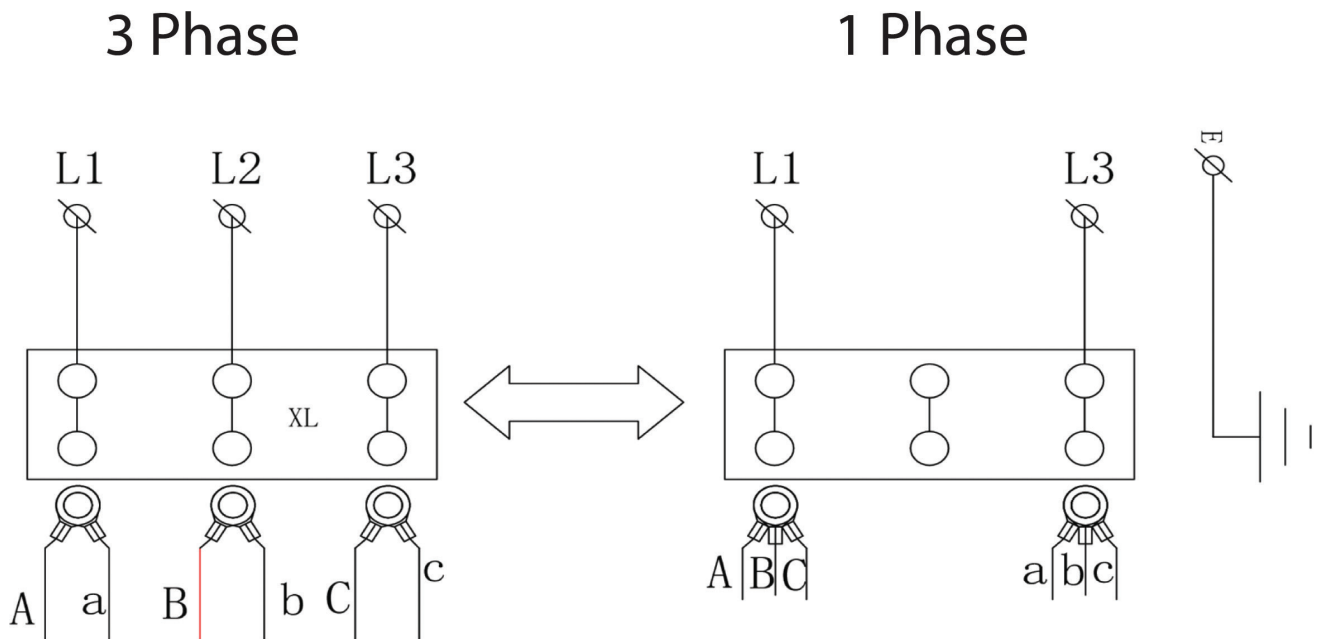 3 Phase
1 Phase
L1 L2 L3
L1 L3
E
XL
A a B b C c
A B C
a b c